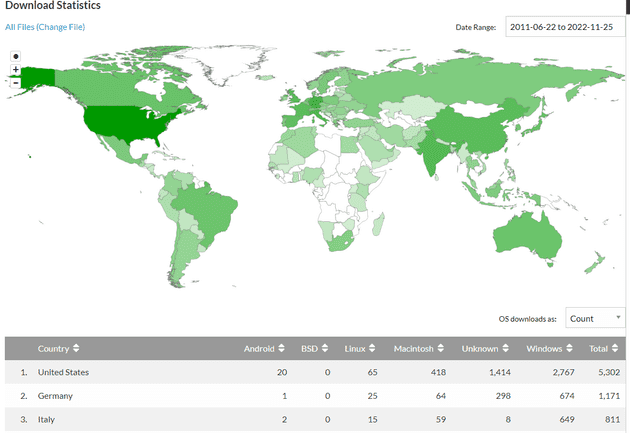 Download Statistics
All Files (Change File)
Date Range: 2011-06-22 to 2022-11-25
+
−
OS downloads as: Count
Country Android BSD Linux Macintosh Unknown Windows Total
1. United States 20 0 65 418 1,414 2,767 5,302
2. Germany 1 0 25 64 298 674 1,171
3. Italy 2 0 15 59 8 649 811